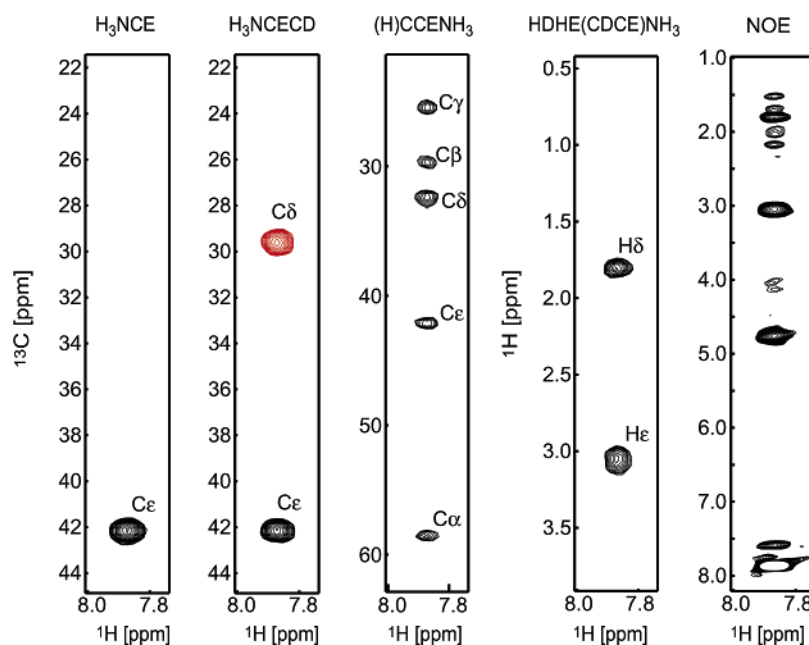 H₃NCE H₃NCECD (H)CCENH₃ HDHE(CDCE)NH₃ NOE
¹³C [ppm]
22
24
26
28
30
32
34
36
38
40
42
44
Cε
8.0 7.8
¹H [ppm]
22
24
26
28
30
32
34
36
38
40
42
44
Cδ
Cε
8.0 7.8
¹H [ppm]
30
40
50
60
Cγ
Cβ
Cδ
Cε
Cα
8.0 7.8
¹H [ppm]
¹H [ppm]
0.5
1.0
1.5
2.0
2.5
3.0
3.5
Hδ
Hε
8.0 7.8
¹H [ppm]
1.0
2.0
3.0
4.0
5.0
6.0
7.0
8.0
8.0 7.8
¹H [ppm]